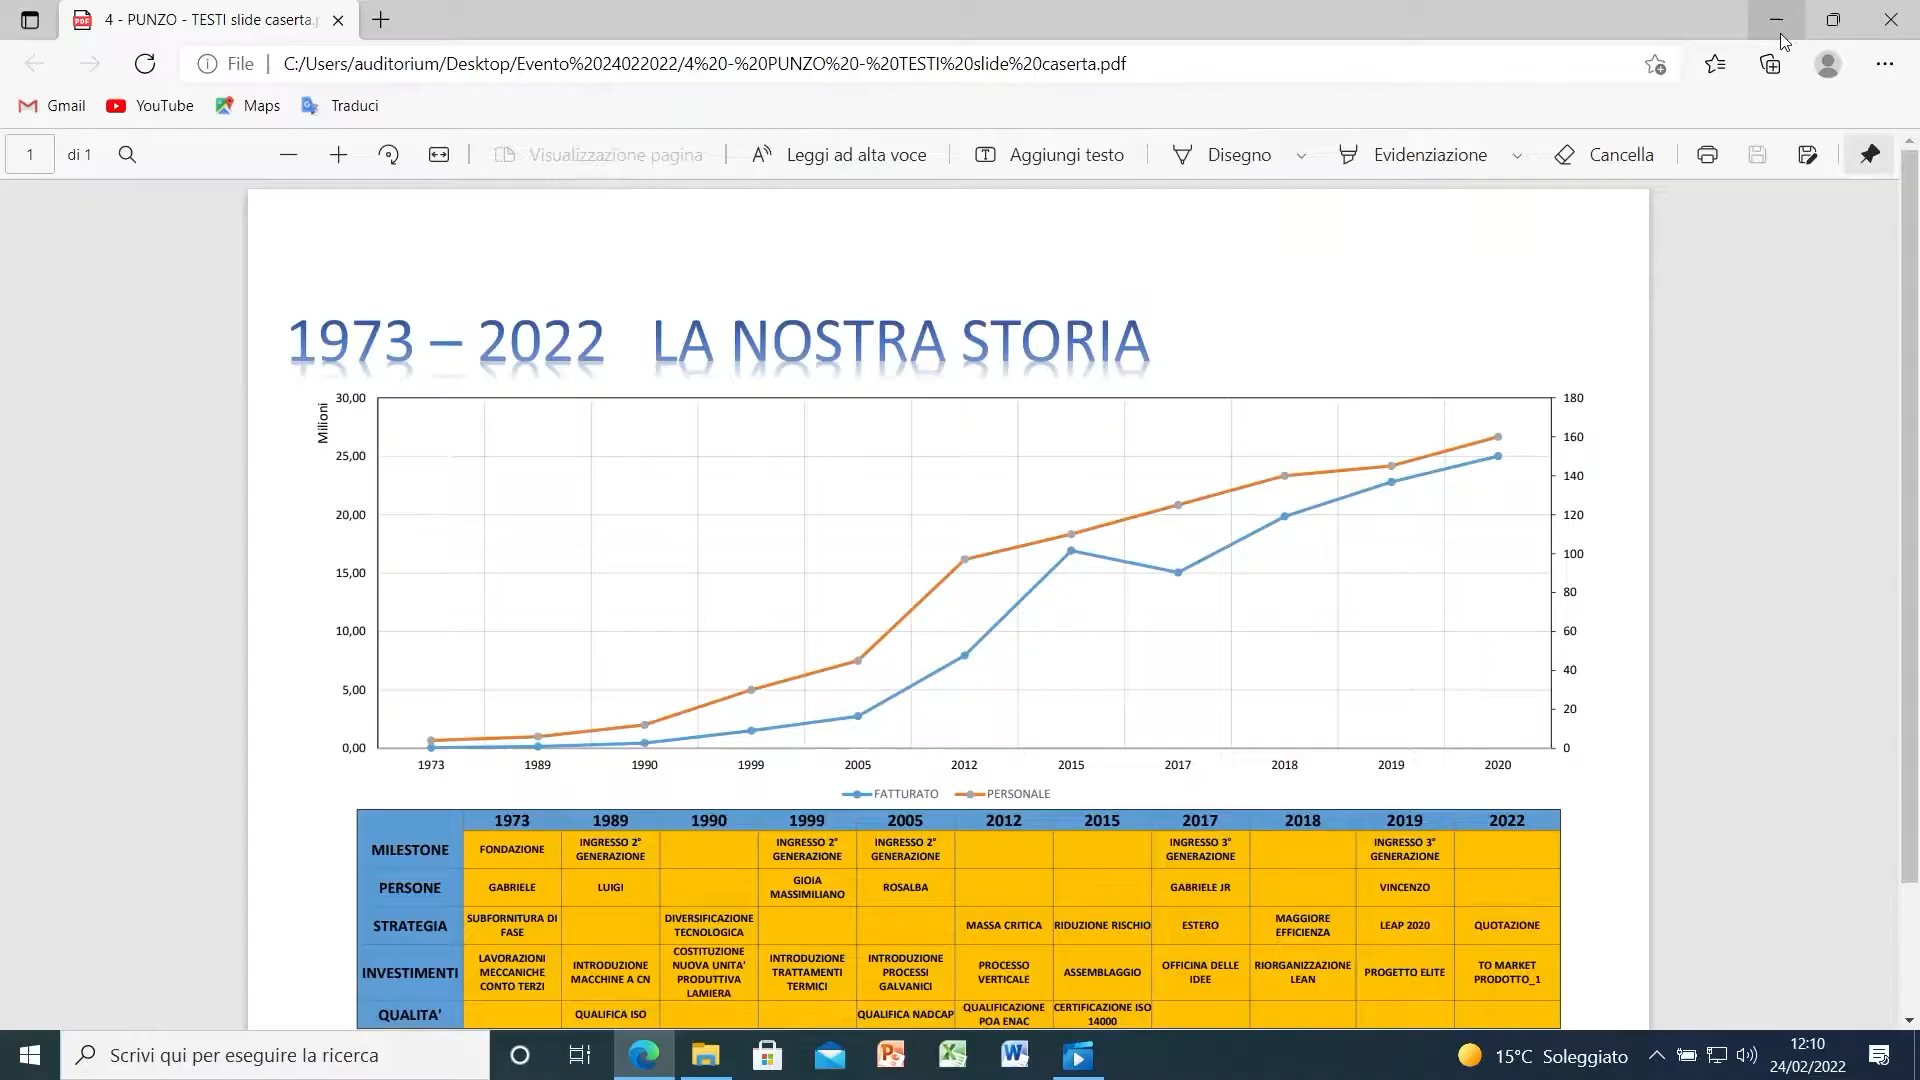 4 - PUNZO - TESTI slide caserta.
File
C:/Users/auditorium/Desktop/Evento%2024022022/4%20-%20PUNZO%20-%20TESTI%20slide%20caserta.pdf
Gmail YouTube Maps Traduci
1 di 1 Visualizzazione pagina Leggi ad alta voce Aggiungi testo Disegno Evidenziazione Cancella
1973 – 2022 LA NOSTRA STORIA
Milioni
30,00
25,00
20,00
15,00
10,00
5,00
0,00
180
160
140
120
100
80
60
40
20
0
1973 1989 1990 1999 2005 2012 2015 2017 2018 2019 2020
FATTURATO PERSONALE
1973 1989 1990 1999 2005 2012 2015 2017 2018 2019 2022
MILESTONE
FONDAZIONE
INGRESSO 2°
GENERAZIONE
INGRESSO 2°
GENERAZIONE
INGRESSO 2°
GENERAZIONE
INGRESSO 3°
GENERAZIONE
INGRESSO 3°
GENERAZIONE
PERSONE
GABRIELE
LUIGI
GIOIA
MASSIMILIANO
ROSALBA
GABRIELE JR
VINCENZO
STRATEGIA
SUBFORNITURA DI
FASE
DIVERSIFICAZIONE
TECNOLOGICA
MASSA CRITICA
RIDUZIONE RISCHIO
ESTERO
MAGGIORE
EFFICIENZA
LEAP 2020
QUOTAZIONE
INVESTIMENTI
LAVORAZIONI
MECCANICHE
CONTO TERZI
INTRODUZIONE
MACCHINE A CN
COSTITUZIONE
NUOVA UNITA'
PRODUTTIVA
LAMIERA
INTRODUZIONE
TRATTAMENTI
TERMICI
INTRODUZIONE
PROCESSI
GALVANICI
PROCESSO
VERTICALE
ASSEMBLAGGIO
OFFICINA DELLE
IDEE
RIORGANIZZAZIONE
LEAN
PROGETTO ELITE
TO MARKET
PRODOTTO_1
QUALITA'
QUALIFICA ISO
QUALIFICA NADCAP
QUALIFICAZIONE
POA ENAC
CERTIFICAZIONE ISO
14000
Scrivi qui per eseguire la ricerca
15°C Soleggiato
12:10
24/02/2022